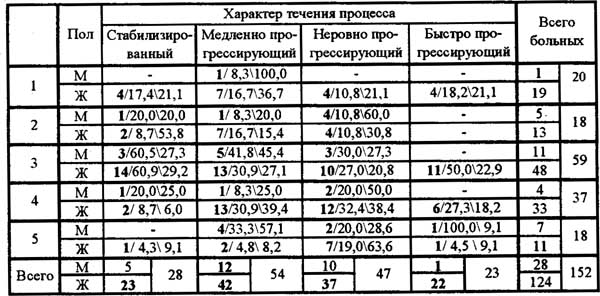 Пол Характер течения процесса Всего больных
Стабилизированный Медленно прогрессирующий Неровно прогрессирующий Быстро прогрессирующий
1 М - 1/ 8,3\100,0 - - 1 20
Ж 4/17,4\21,1 7/16,7\36,7 4/10,8\21,1 4/18,2\21,1 19
2 М 1/20,0\20,0 1/ 8,3\20,0 4/10,8\60,0 - 5 18
Ж 2/ 8,7\53,8 7/16,7\15,4 4/10,8\30,8 - 13
3 М 3/60,5\27,3 5/41,8\45,4 3/30,0\27,3 - 11 59
Ж 14/60,9\29,2 13/30,9\27,1 10/27,0\20,8 11/50,0\22,9 48
4 М 1/20,0\25,0 1/ 8,3\25,0 2/20,0\50,0 - 4 37
Ж 2/ 8,7\ 6,0 13/30,9\39,4 12/32,4\38,4 6/27,3\18,2 33
5 М - 4/33,3\57,1 2/20,0\28,6 1/100,0\ 9,1 7 18
Ж 1/ 4,3\ 9,1 2/ 4,8\ 8,2 7/19,0\63,6 1/ 4,5 \ 9,1 11
Всего М 5 28 12 54 10 47 1 23 28 152
Ж 23 42 37 22 124